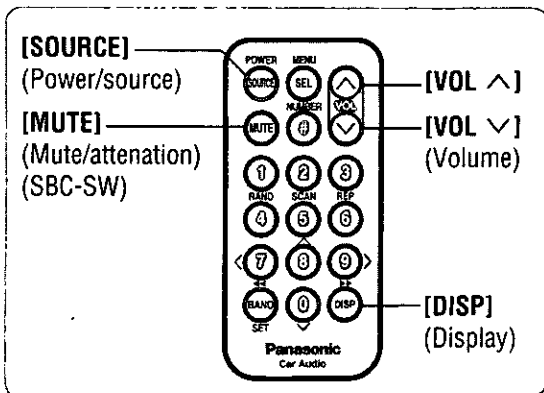 [SOURCE]
(Power/source)
[MUTE]
(Mute/attenation)
(SBC-SW)
POWER MENU
SOURCE SEL ∧
NUMBER VOL
MUTE # ∨
1 2 3
RAND SCAN REP
4 5 6
∧
< 7 8 9 >
◀◀ ▶▶
BAND 0 DISP
SET ∨
Panasonic
Car Audio
[VOL ∧]
[VOL ∨]
(Volume)
[DISP]
(Display)